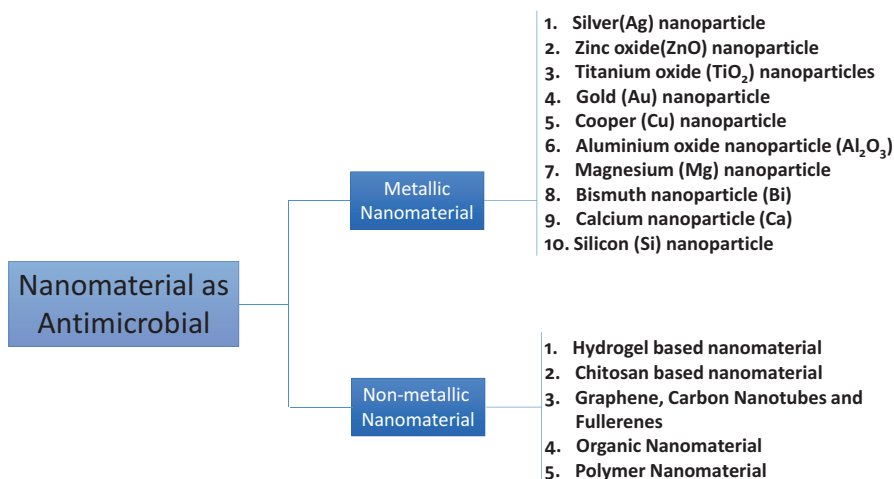 Nanomaterial as
Antimicrobial
Metallic
Nanomaterial
1. Silver(Ag) nanoparticle
2. Zinc oxide(ZnO) nanoparticle
3. Titanium oxide (TiO₂) nanoparticles
4. Gold (Au) nanoparticle
5. Cooper (Cu) nanoparticle
6. Aluminium oxide nanoparticle (Al₂O₃)
7. Magnesium (Mg) nanoparticle
8. Bismuth nanoparticle (Bi)
9. Calcium nanoparticle (Ca)
10. Silicon (Si) nanoparticle
Non-metallic
Nanomaterial
1. Hydrogel based nanomaterial
2. Chitosan based nanomaterial
3. Graphene, Carbon Nanotubes and
Fullerenes
4. Organic Nanomaterial
5. Polymer Nanomaterial